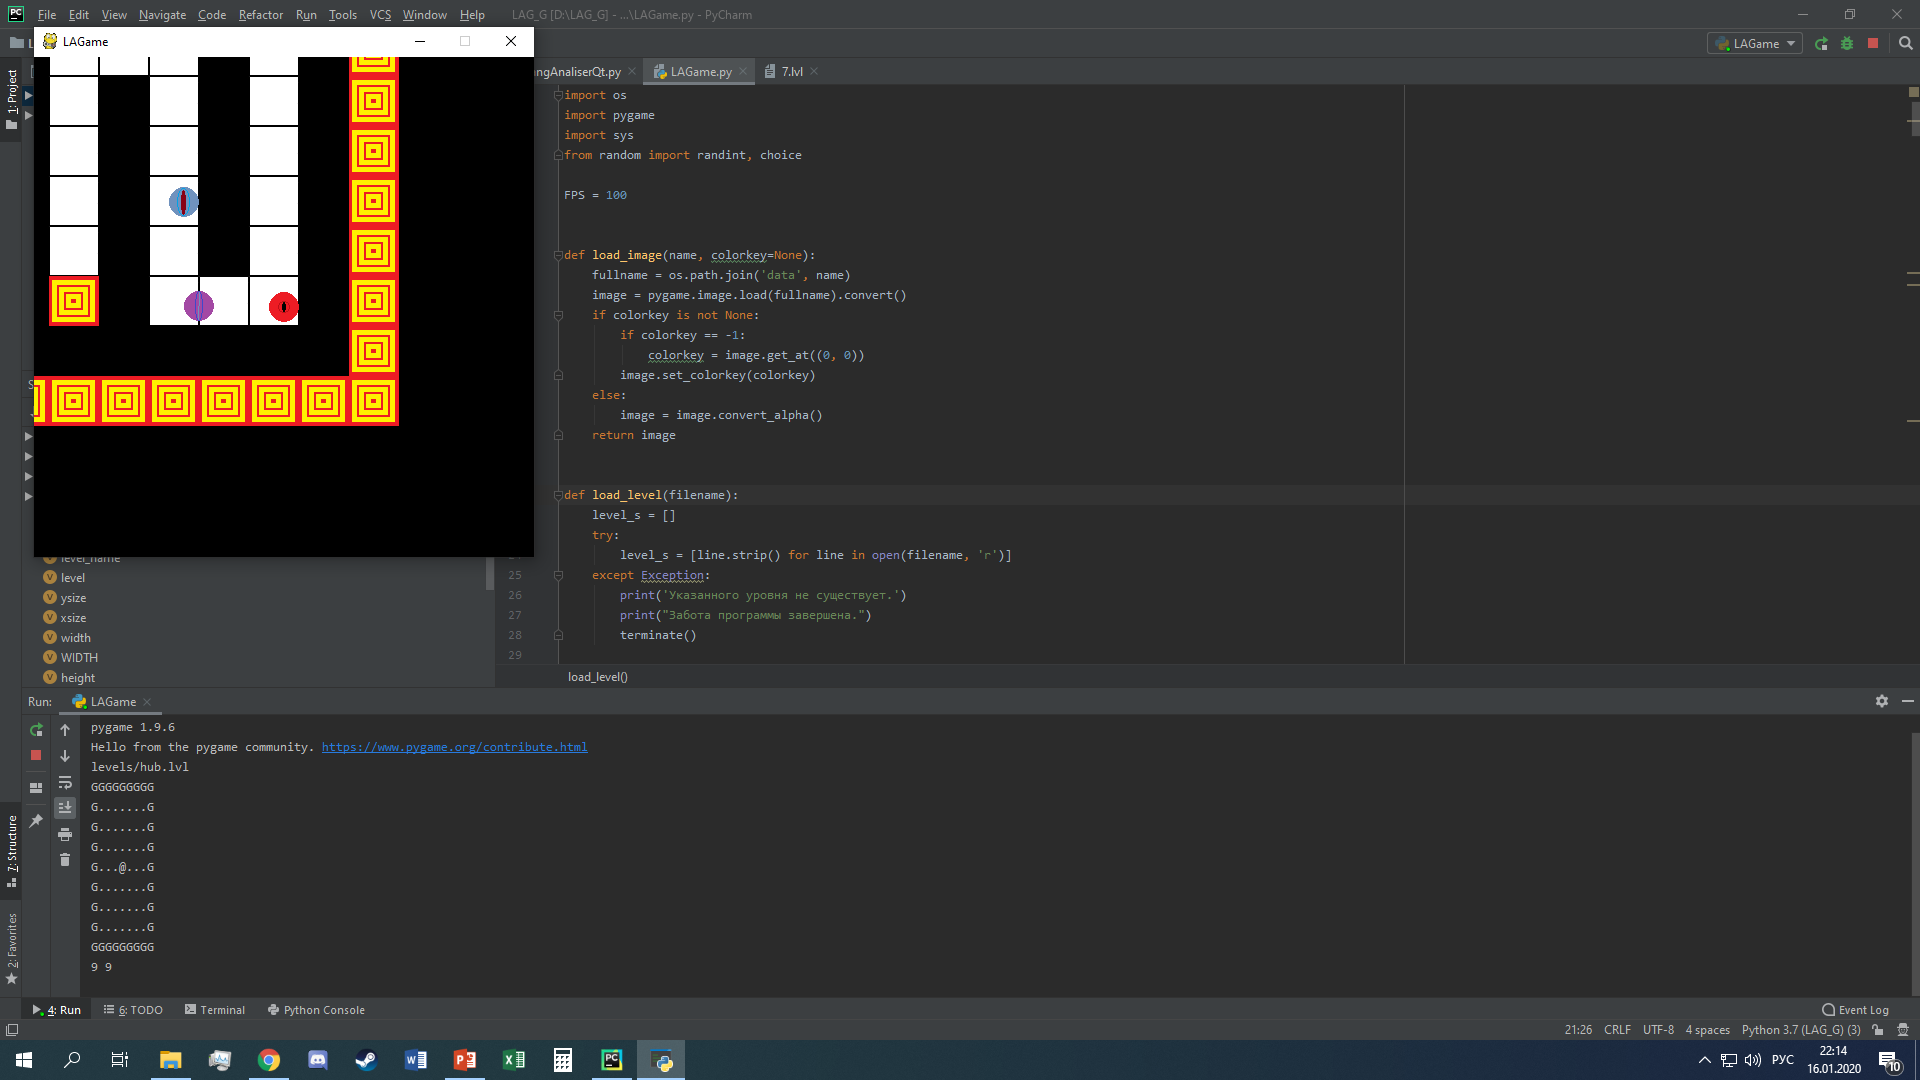 File Edit View Navigate Code Refactor Run Tools VCS Window Help LAG_G [D:\LAG_G] - ...\LAGame.py - PyCharm
LAGame
LAGame
ngAnaliserQt.py LAGame.py 7.lvl
1: Project
import os
import pygame
import sys
from random import randint, choice
FPS = 100
def load_image(name, colorkey=None):
fullname = os.path.join('data', name)
image = pygame.image.load(fullname).convert()
if colorkey is not None:
if colorkey == -1:
colorkey = image.get_at((0, 0))
image.set_colorkey(colorkey)
else:
image = image.convert_alpha()
return image
def load_level(filename):
level_s = []
try:
level_s = [line.strip() for line in open(filename, 'r')]
25 except Exception:
26 print('Указанного уровня не существует.')
27 print("Забота программы завершена.")
28 terminate()
29
load_level()
level_name
level
ysize
xsize
width
WIDTH
height
Run: LAGame
pygame 1.9.6
Hello from the pygame community. https://www.pygame.org/contribute.html
levels/hub.lvl
GGGGGGGGG
G.......G
G.......G
G.......G
G...@...G
G.......G
G.......G
G.......G
GGGGGGGGG
9 9
7: Structure
2: Favorites
4: Run 6: TODO Terminal Python Console Event Log
21:26 CRLF UTF-8 4 spaces Python 3.7 (LAG_G) (3)
РУС 22:14
16.01.2020
10